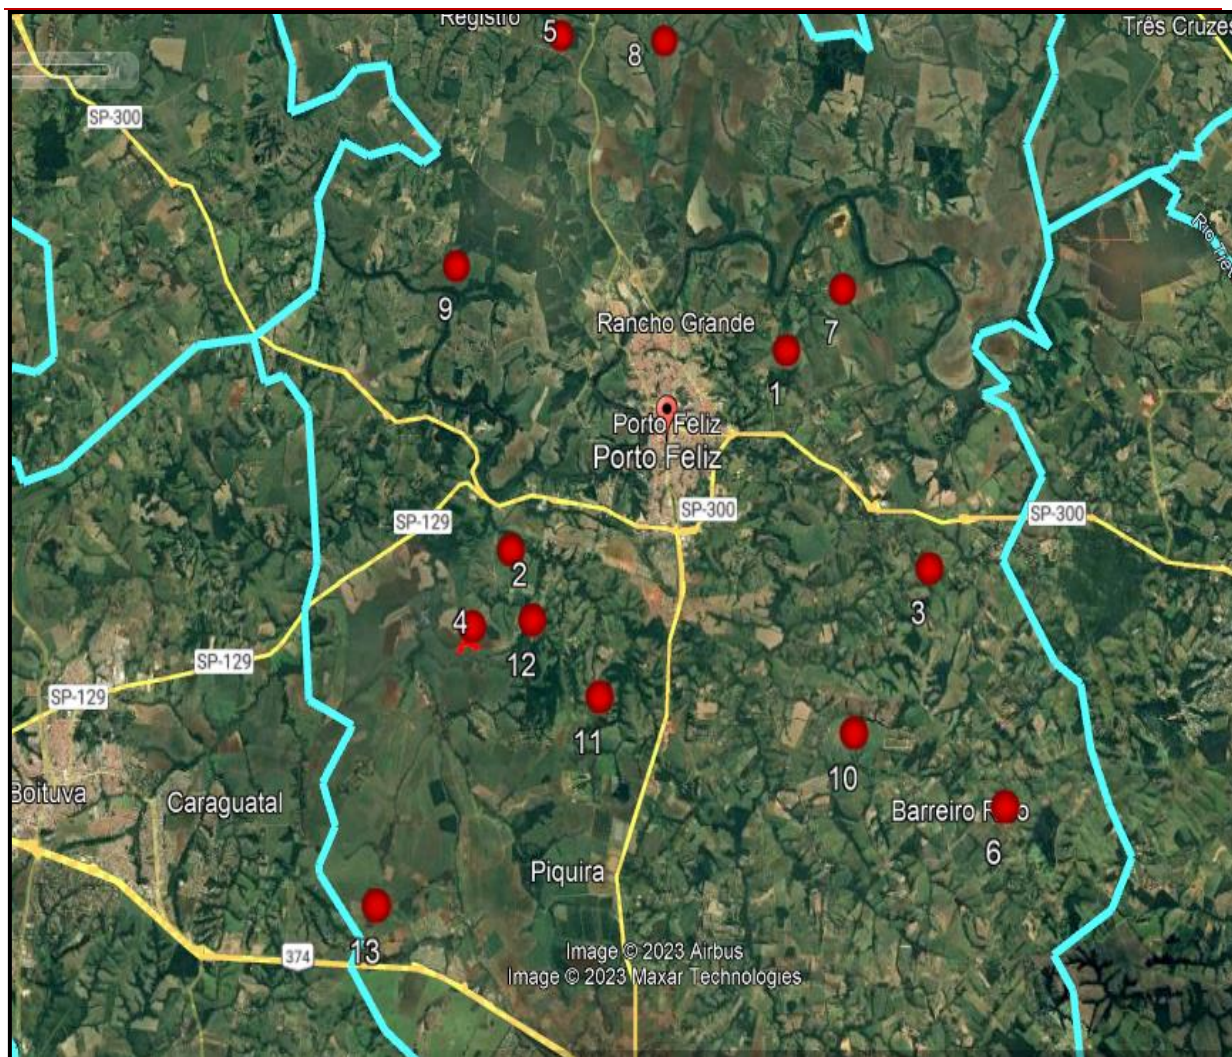 Registro
5
8
Três Cruzes
SP-300
Rio
9
7
Rancho Grande
1
Porto Feliz
Porto Feliz
SP-300
SP-129
SP-300
2
3
4
12
SP-129
SP-129
11
10
Boituva
Caraguatal
Barreiro
6
Piquira
13
374
Image © 2023 Airbus
Image © 2023 Maxar Technologies